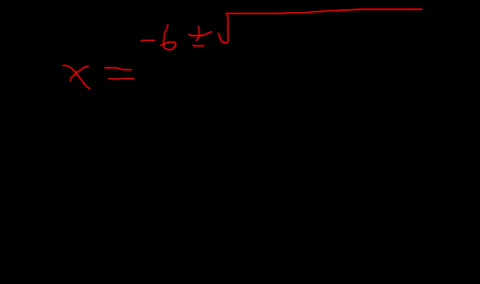 x = -6 ± √